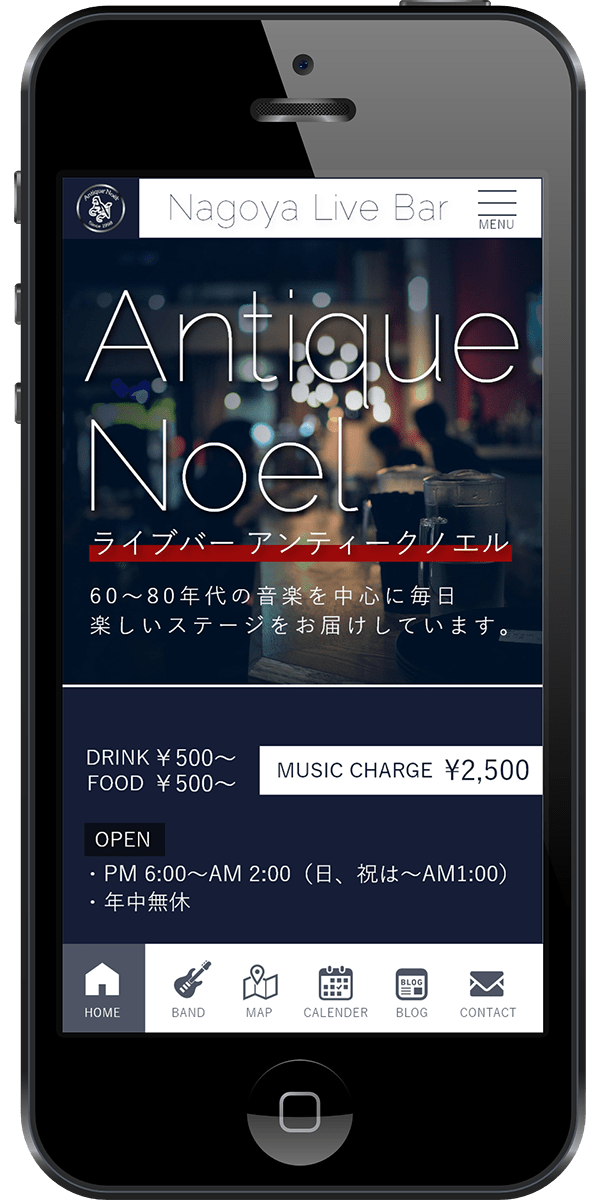 Antique Noel
Since 1998
Nagoya Live Bar
MENU
Antique
Noel
ライブバー アンティークノエル
60〜80年代の音楽を中心に毎日
楽しいステージをお届けしています。
DRINK ¥500〜
FOOD ¥500〜
MUSIC CHARGE ¥2,500
OPEN
・PM 6:00〜AM 2:00（日、祝は〜AM1:00）
・年中無休
HOME
BAND
MAP
CALENDER
BLOG
BLOG
CONTACT